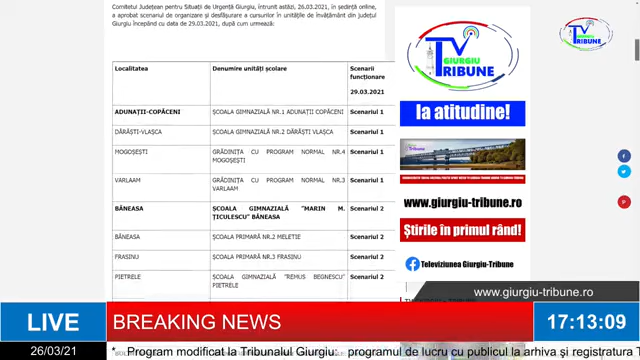 Comitetul Județean pentru Situații de Urgență Giurgiu, întrunit astăzi, 26.03.2021, în ședință online,
a aprobat scenariul de organizare și desfășurare a cursurilor în unitățile de învățământ din județul
Giurgiu începând cu data de 29.03.2021, după cum urmează:
Localitatea Denumire unități școlare Scenarii
funcționare
29.03.2021
ADUNAȚII-COPĂCENI ȘCOALA GIMNAZIALĂ NR.1 ADUNAȚII COPĂCENI Scenariul 1
DĂRĂȘTI-VLAȘCA ȘCOALA GIMNAZIALĂ NR.2 DĂRĂȘTI VLAȘCA Scenariul 1
MOGOȘEȘTI GRĂDINIȚA CU PROGRAM NORMAL NR.4
MOGOȘEȘTI Scenariul 1
VARLAAM GRĂDINIȚA CU PROGRAM NORMAL NR.3
VARLAAM Scenariul 1
BĂNEASA ȘCOALA GIMNAZIALĂ "MARIN M.
ȚICULESCU" BĂNEASA Scenariul 2
BĂNEASA ȘCOALA PRIMARĂ NR.2 MELETIE Scenariul 2
FRASINU ȘCOALA PRIMARĂ NR.3 FRASINU Scenariul 2
PIETRELE ȘCOALA GIMNAZIALĂ "REMUS BEGNESCU"
PIETRELE Scenariul 2
TV
GIURGIU
TRIBUNE
Ia atitudine!
www.giurgiu-tribune.ro
Știrile în primul rând!
Televiziunea Giurgiu-Tribune
TV
GIURGIU
TRIBUNE
www.giurgiu-tribune.ro
LIVE BREAKING NEWS 17:13:09
26/03/21 * Program modificat la Tribunalul Giurgiu: programul de lucru cu publicul la arhiva și registratura T